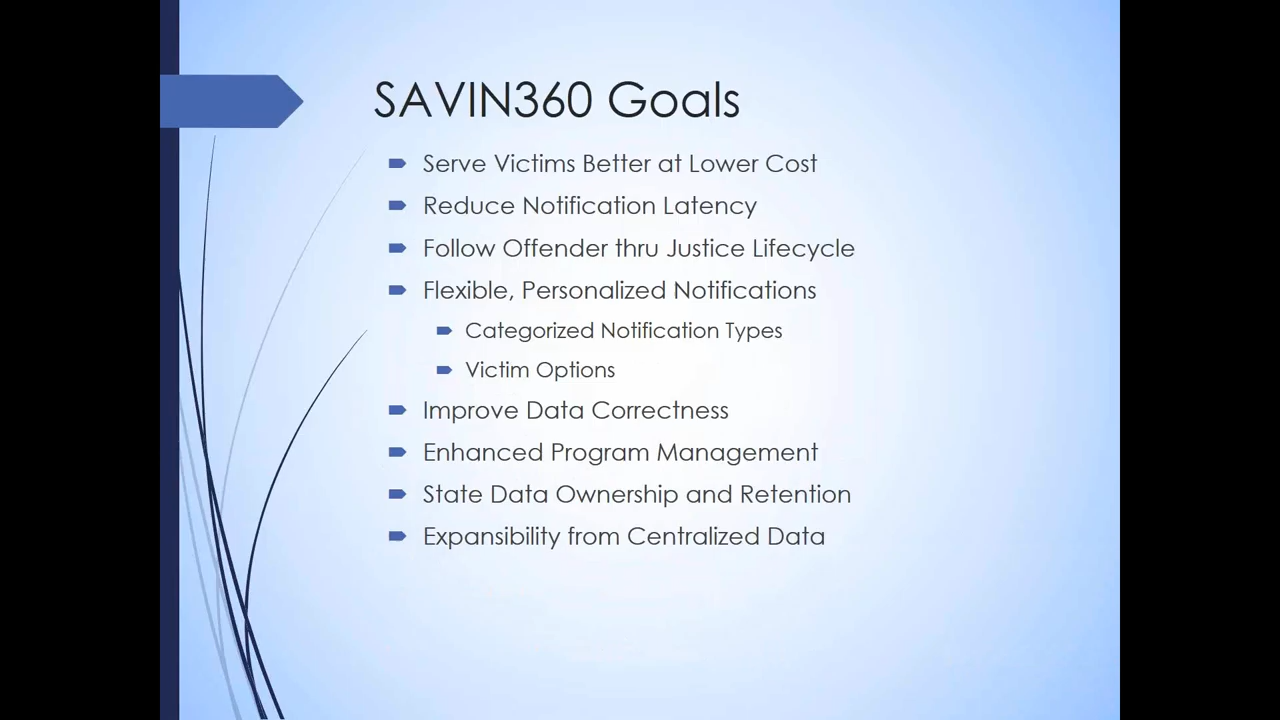 SAVIN360 Goals
Serve Victims Better at Lower Cost
Reduce Notification Latency
Follow Offender thru Justice Lifecycle
Flexible, Personalized Notifications
Categorized Notification Types
Victim Options
Improve Data Correctness
Enhanced Program Management
State Data Ownership and Retention
Expansibility from Centralized Data